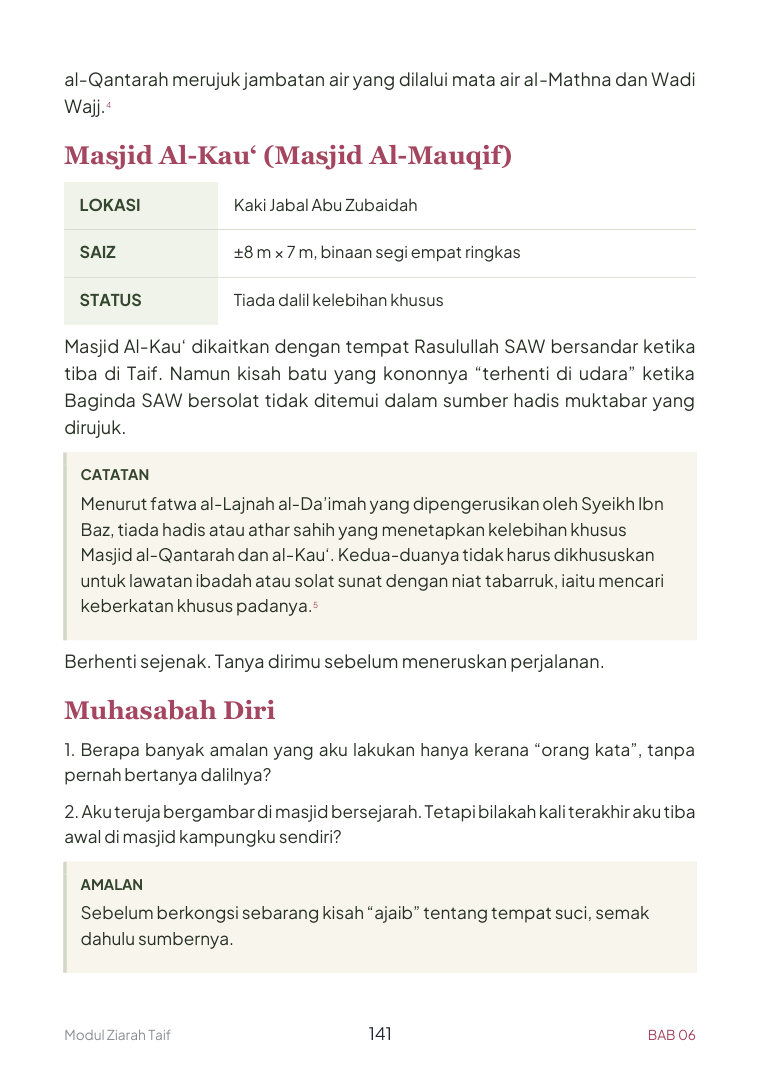 al-Qantarah merujuk jambatan air yang dilalui mata air al-Mathna dan Wadi
Wajj.⁴
Masjid Al-Kau‘ (Masjid Al-Mauqif)
LOKASI Kaki Jabal Abu Zubaidah
SAIZ ±8 m × 7 m, binaan segi empat ringkas
STATUS Tiada dalil kelebihan khusus
Masjid Al-Kau‘ dikaitkan dengan tempat Rasulullah SAW bersandar ketika
tiba di Taif. Namun kisah batu yang kononnya “terhenti di udara” ketika
Baginda SAW bersolat tidak ditemui dalam sumber hadis muktabar yang
dirujuk.
CATATAN
Menurut fatwa al-Lajnah al-Da’imah yang dipengerusikan oleh Syeikh Ibn
Baz, tiada hadis atau athar sahih yang menetapkan kelebihan khusus
Masjid al-Qantarah dan al-Kau‘. Kedua-duanya tidak harus dikhususkan
untuk lawatan ibadah atau solat sunat dengan niat tabarruk, iaitu mencari
keberkatan khusus padanya.⁵
Berhenti sejenak. Tanya dirimu sebelum meneruskan perjalanan.
Muhasabah Diri
1. Berapa banyak amalan yang aku lakukan hanya kerana “orang kata”, tanpa
pernah bertanya dalilnya?
2. Aku teruja bergambar di masjid bersejarah. Tetapi bilakah kali terakhir aku tiba
awal di masjid kampungku sendiri?
AMALAN
Sebelum berkongsi sebarang kisah “ajaib” tentang tempat suci, semak
dahulu sumbernya.
Modul Ziarah Taif 141 BAB 06